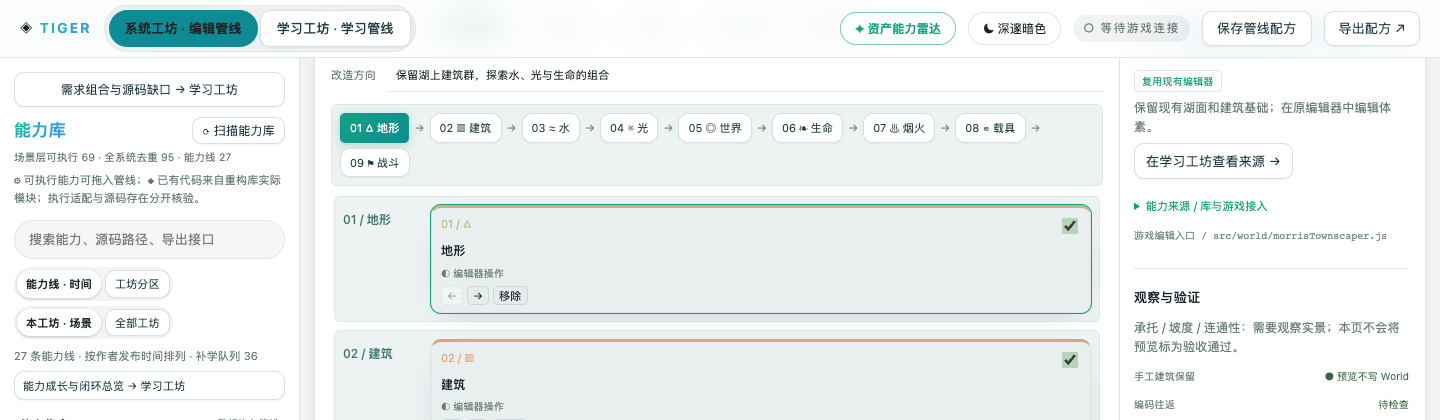 ◈ TIGER
系统工坊 · 编辑管线
学习工坊 · 学习管线
✦ 资产能力雷达
深邃暗色
等待游戏连接
保存管线配方
导出配方 ↗
需求组合与源码缺口 → 学习工坊
能力库
⟳ 扫描能力库
场景层可执行 69 · 全系统去重 95 · 能力线 27
⚙ 可执行能力可拖入管线；◆ 已有代码来自重构库实际
模块；执行适配与源码存在分开核验。
搜索能力、源码路径、导出接口
能力线 · 时间
工坊分区
本工坊 · 场景
全部工坊
27 条能力线 · 按作者发布时间排列 · 补学队列 36
能力成长与闭环总览 → 学习工坊
改造方向
保留湖上建筑群，探索水、光与生命的组合
01 △ 地形 →
02 ▥ 建筑 →
03 ≈ 水 →
04 ☼ 光 →
05 ◎ 世界 →
06 ❧ 生命 →
07 ♨ 烟火 →
08 ≋ 载具 →
09 ⚑ 战斗
01 / 地形
01 / △
地形
◐ 编辑器操作
← → 移除
02 / 建筑
02 / ▥
建筑
◐ 编辑器操作
复用现有编辑器
保留现有湖面和建筑基础；在原编辑器中编辑体
素。
在学习工坊查看来源 →
▶ 能力来源 / 库与游戏接入
游戏编辑入口 / src/world/morrisTownscaper.js
观察与验证
承托 / 坡度 / 连通性：需要观察实景；本页不会将
预览标为验收通过。
手工建筑保留
● 预览不写 World
编码往返
待检查